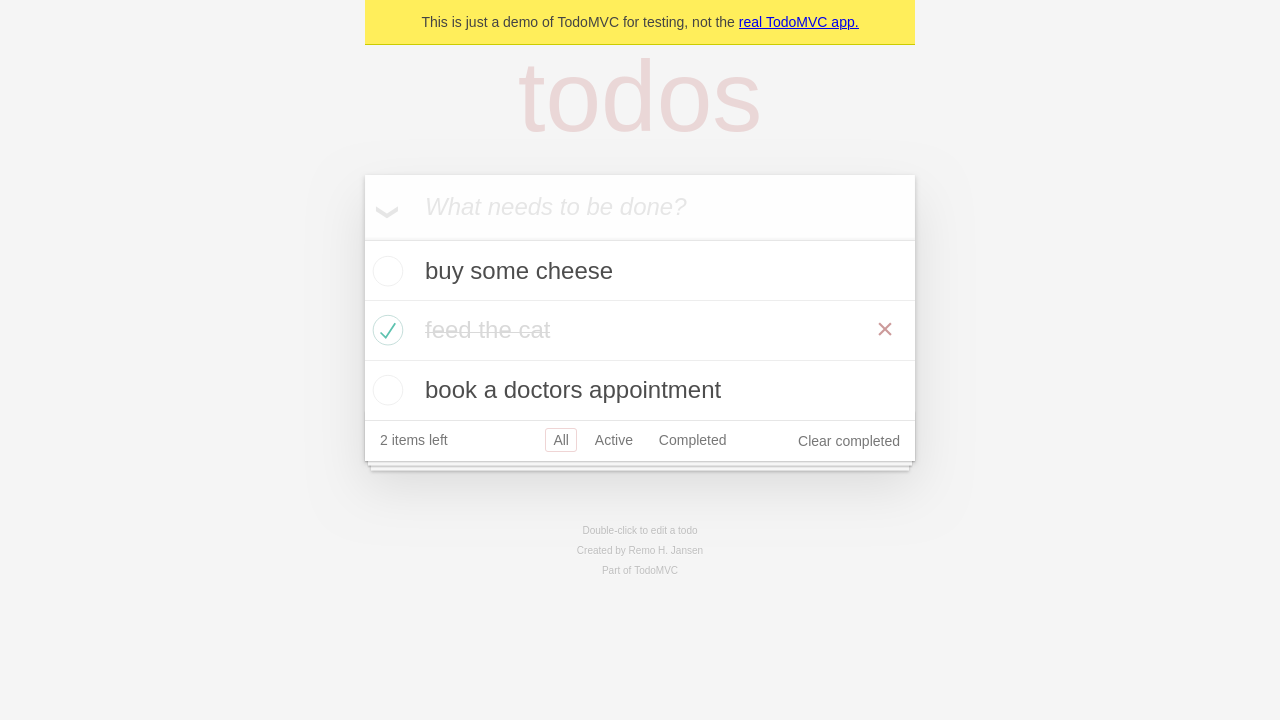 This is just a demo of TodoMVC for testing, not the real TodoMVC app.
todos
What needs to be done?
buy some cheese
feed the cat
book a doctors appointment
2 items left All Active Completed Clear completed
Double-click to edit a todo
Created by Remo H. Jansen
Part of TodoMVC